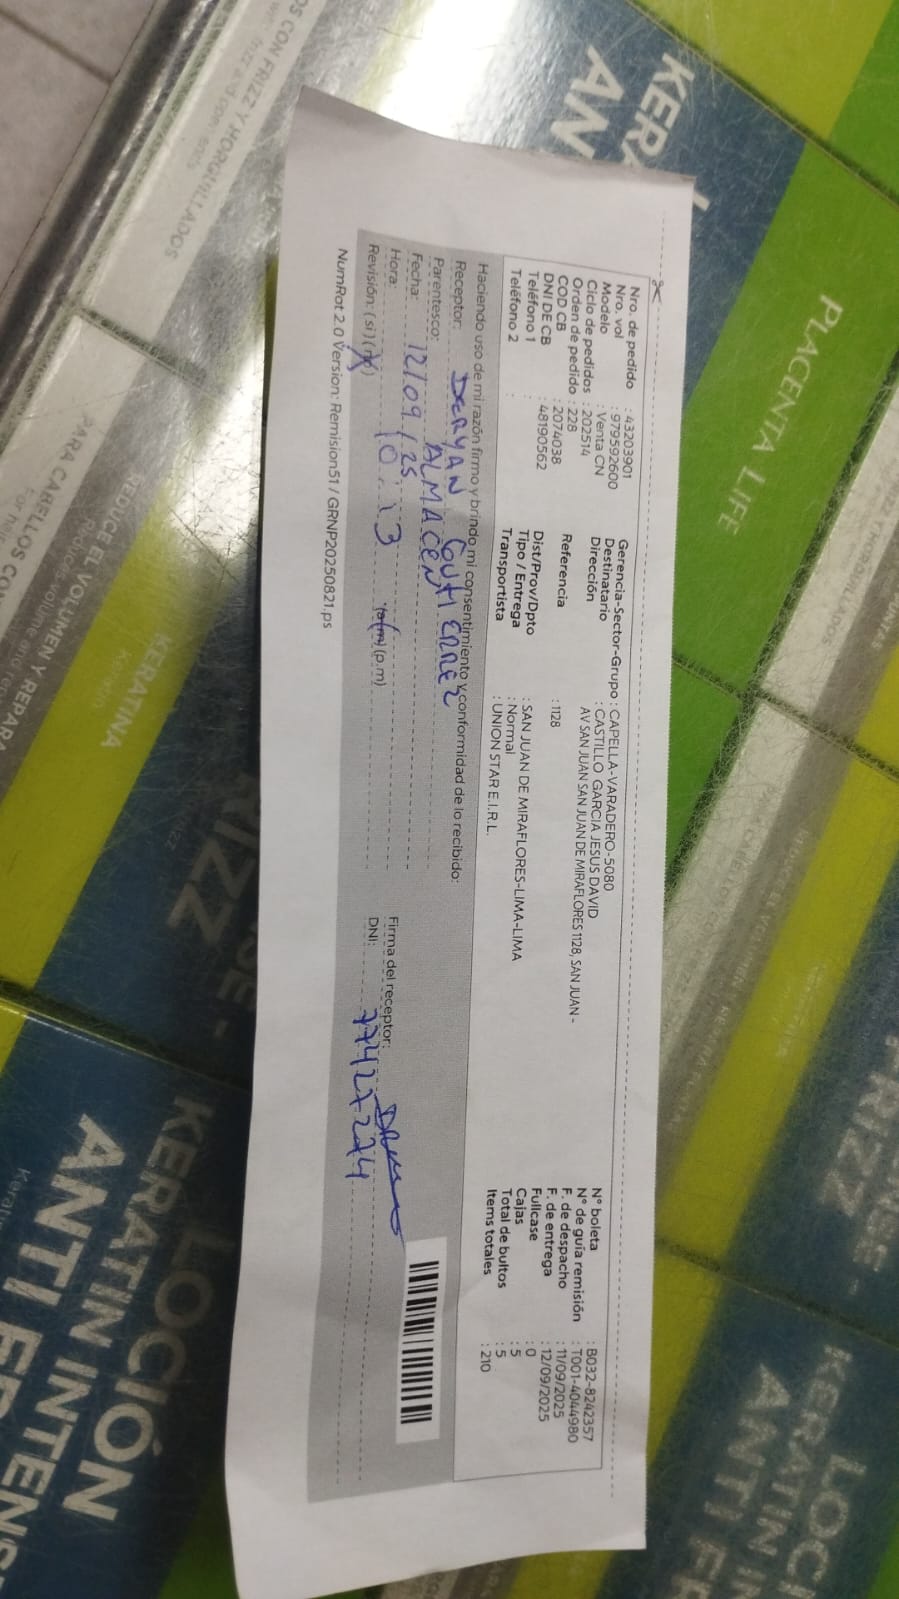 Nro. de pedido : 43203901
Nro. vol : 979592600
Modelo : Venta CN
Ciclo de pedidos : 202514
Orden de pedido : 228
COD CB : 2074038
DNI DE CB : 48190562
Teléfono 1 :
Teléfono 2 :
Gerencia-Sector-Grupo : CAPELLA-VARADERO-5080
Destinatario : CASTILLO GARCIA JESUS DAVID
Dirección AV SAN JUAN SAN JUAN DE MIRAFLORES 1128, SAN JUAN -
Referencia : 1128
Dist/Prov/Dpto : SAN JUAN DE MIRAFLORES-LIMA-LIMA
Tipo / Entrega : Normal
Transportista : UNION STAR E.I.R.L.
N° boleta : B032-8242357
N° de guía remisión : T001-4044980
F. de despacho : 11/09/2025
F. de entrega : 12/09/2025
Fullcase : 0
Cajas : 5
Total de bultos : 5
Items totales : 210
Haciendo uso de mi razón firmo y brindo mi consentimiento y conformidad de lo recibido:
Receptor: DERYAN GUTIERREZ
Parentesco: ALMACEN
Fecha: 12/09/25
Hora: 10:13 (p.m)
Revisión: (si) (no)
Firma del receptor:
DNI: 77427274
NumRot 2.0 Version: Remision51 / GRNP20250821.ps
PLACENTA LIFE
OS CON FRIZZ Y HORQUILLADOS
PARA CABELLOS
REDUCE EL VOLUMEN Y REPARA
KERATINA
LOCIÓN
KERATIN INTENS
ANTI